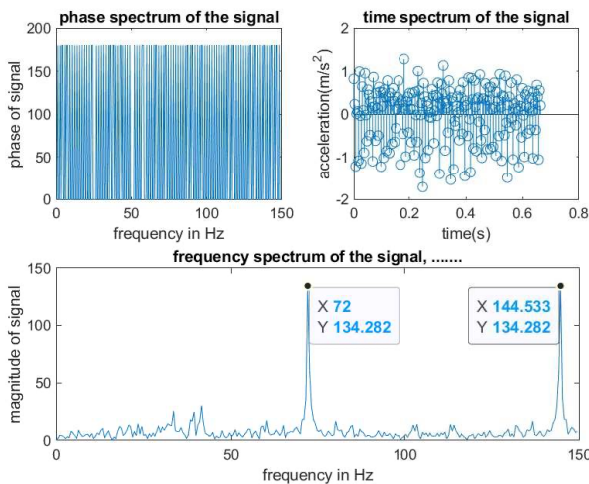 phase spectrum of the signal
200
150
100
50
0
phase of signal
0 50 100 150
frequency in Hz
time spectrum of the signal
2
1
0
-1
-2
acceleration(m/s²)
0 0.2 0.4 0.6 0.8
time(s)
frequency spectrum of the signal, .......
150
100
50
0
magnitude of signal
X 72
Y 134.282
X 144.533
Y 134.282
0 50 100 150
frequency in Hz